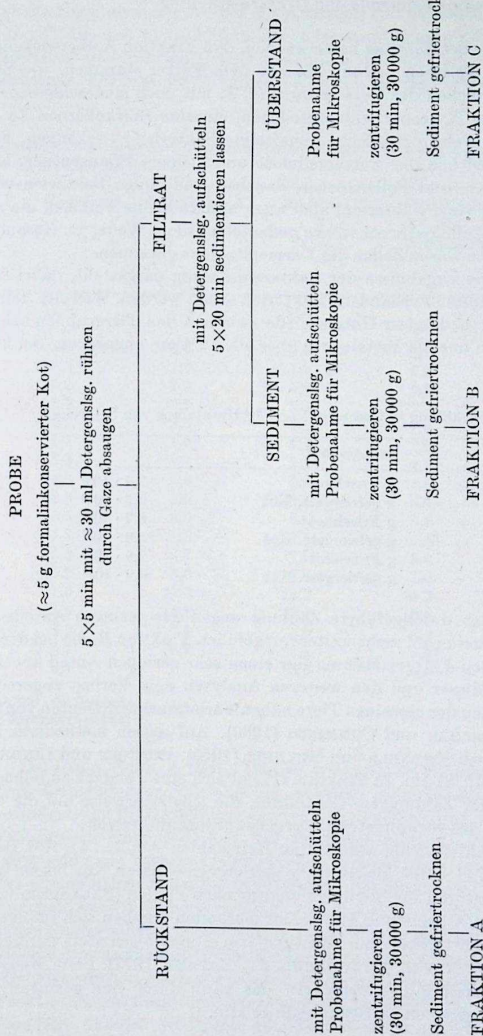 PROBE
(≈5 g formalinkonservierter Kot)
5×5 min mit ≈30 ml Detergenslsg. rühren
durch Gaze absaugen
RÜCKSTAND
FILTRAT
mit Detergenslsg. aufschütteln
5×20 min sedimentieren lassen
SEDIMENT
ÜBERSTAND
mit Detergenslsg. aufschütteln
Probenahme für Mikroskopie
zentrifugieren
(30 min, 30000 g)
Sediment gefriertrocknen
FRAKTION A
mit Detergenslsg. aufschütteln
Probenahme für Mikroskopie
zentrifugieren
(30 min, 30000 g)
Sediment gefriertrocknen
FRAKTION B
Probenahme
für Mikroskopie
zentrifugieren
(30 min, 30000 g)
Sediment gefriertrock
FRAKTION C